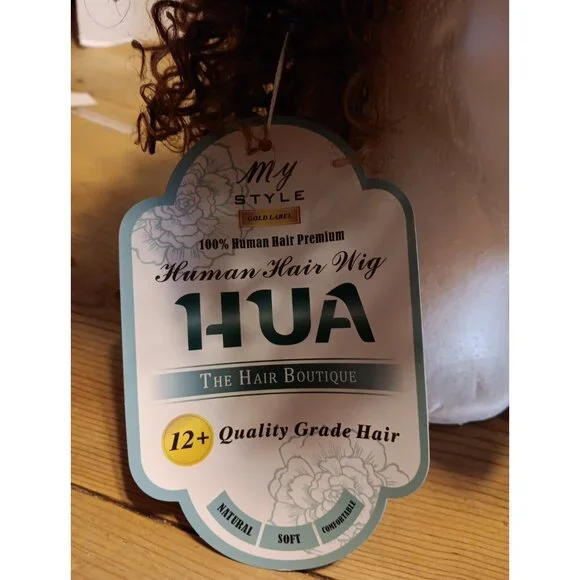 My
STYLE
GOLD LABEL
100% Human Hair Premium
Human Hair Wig
HUA
THE HAIR BOUTIQUE
12+ Quality Grade Hair
NATURAL SOFT COMFORTABLE